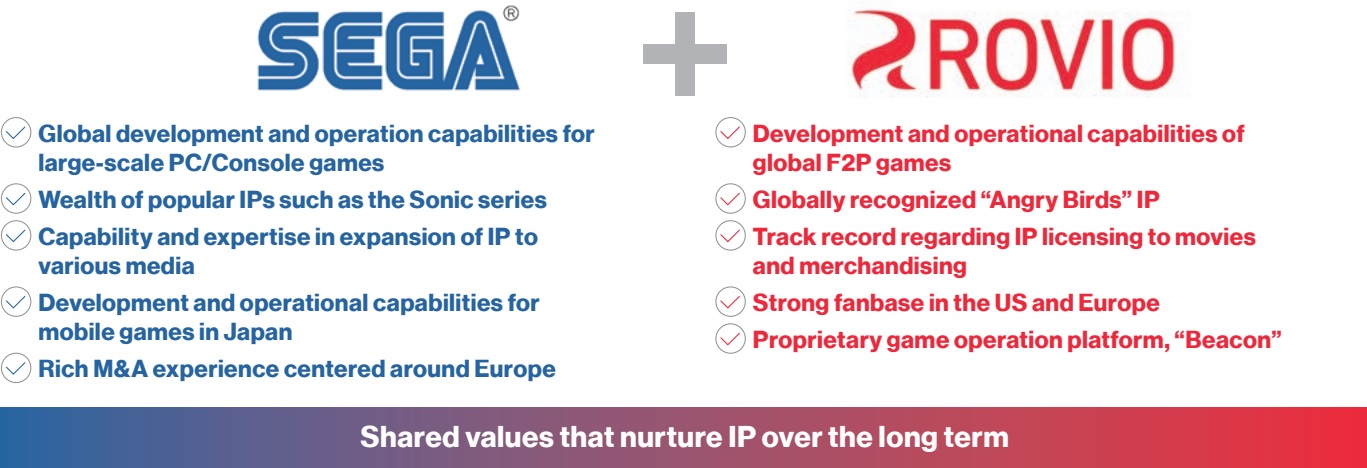 SEGA®
ROVIO
Global development and operation capabilities for
large-scale PC/Console games
Wealth of popular IPs such as the Sonic series
Capability and expertise in expansion of IP to
various media
Development and operational capabilities for
mobile games in Japan
Rich M&A experience centered around Europe
Development and operational capabilities of
global F2P games
Globally recognized “Angry Birds” IP
Track record regarding IP licensing to movies
and merchandising
Strong fanbase in the US and Europe
Proprietary game operation platform, “Beacon”
Shared values that nurture IP over the long term